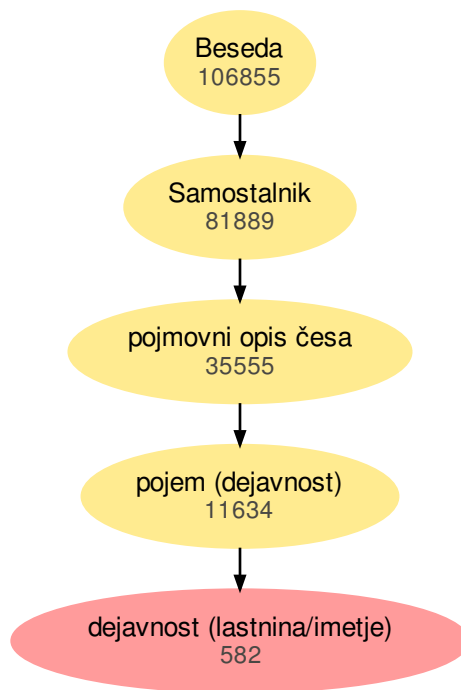 Beseda
106855
Samostalnik
81889
pojmovni opis česa
35555
pojem (dejavnost)
11634
dejavnost (lastnina/imetje)
582